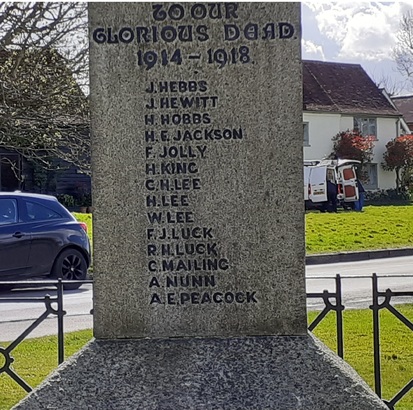 TO OUR
GLORIOUS DEAD.
1914-1918.
J.HEBBS
J.HEWITT
H.HOBBS
H.E.JACKSON
F.JOLLY
H.KING
C.H.LEE
H.LEE
W.LEE
F.J.LUCK
R.H.LUCK
C.MAILING
A.NUNN
A.E.PEACOCK